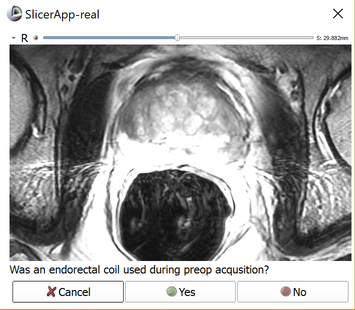 SlicerApp-real
- R S: 29.882mm
Was an endorectal coil used during preop acqusition?
Cancel Yes No